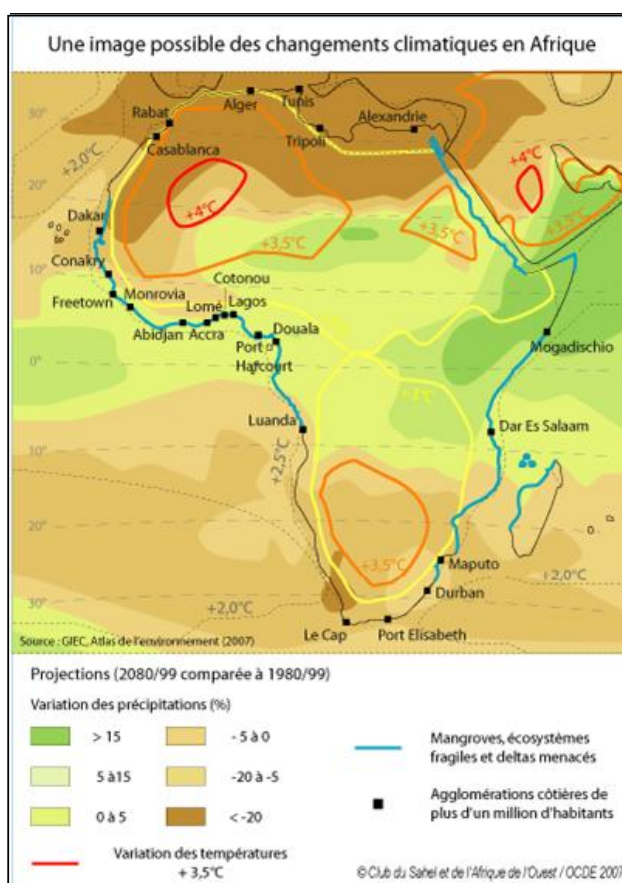 Une image possible des changements climatiques en Afrique
30°
20°
10°
0°
10°
20°
30°
Rabat
Casablanca
Alger
Tunis
Tripoli
Alexandrie
+2,0°C
+4°C
+4°C
+3,5°C
+3,5°C
+3,5°C
Dakar
Conakry
Freetown
Monrovia
Abidjan
Lomé
Accra
Cotonou
Lagos
Port
Harcourt
Douala
Mogadischio
+3°C
Luanda
Dar Es Salaam
+2,5°C
+3,5°C
Maputo
Durban
+2,0°C
+2,0°C
Le Cap
Port Elisabeth
Source : GIEC, Atlas de l'environnement (2007)
Projections (2080/99 comparée à 1980/99)
Variation des précipitations (%)
> 15
- 5 à 0
5 à15
-20 à -5
0 à 5
< -20
Mangroves, écosystèmes
fragiles et deltas menacés
Agglomérations côtières de
plus d'un million d'habitants
Variation des températures
+ 3,5°C
© Club du Sahel et de l'Afrique de l'Ouest / OCDE 2007